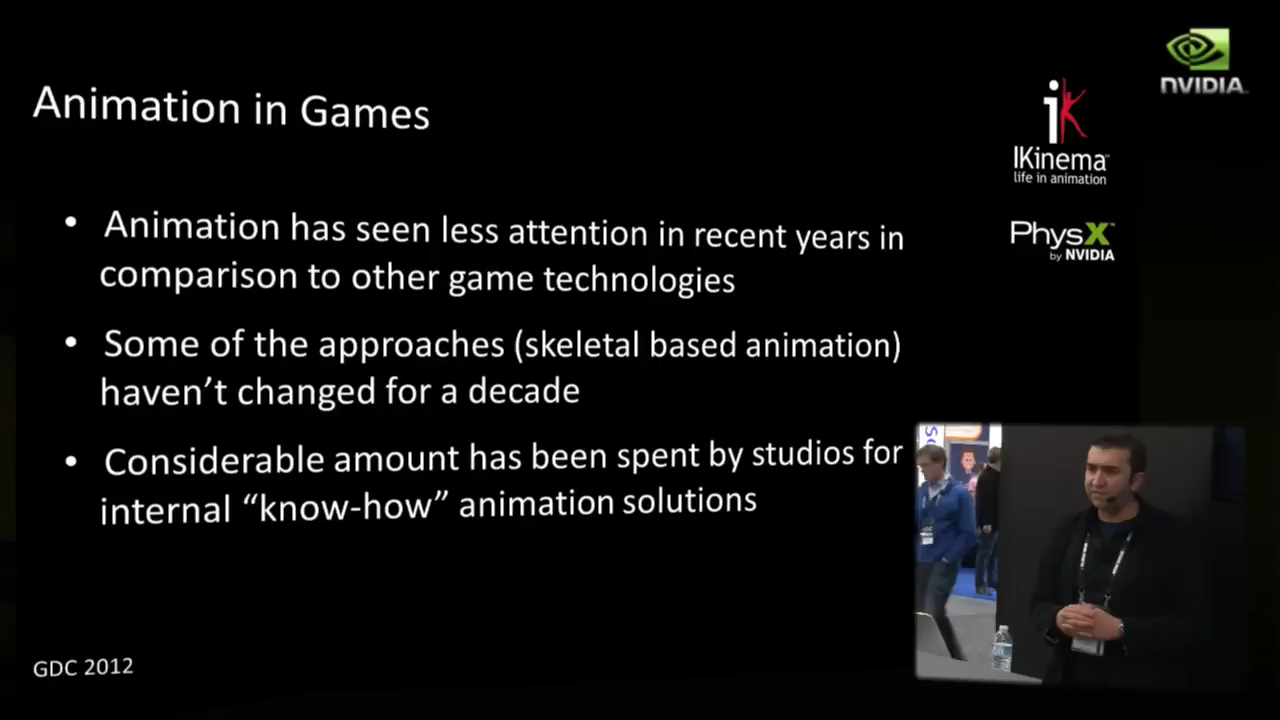 NVIDIA
Animation in Games
iK
IKinema
life in animation
• Animation has seen less attention in recent years in
comparison to other game technologies
PhysX™
by NVIDIA
• Some of the approaches (skeletal based animation)
haven’t changed for a decade
• Considerable amount has been spent by studios for
internal “know-how” animation solutions
GDC 2012